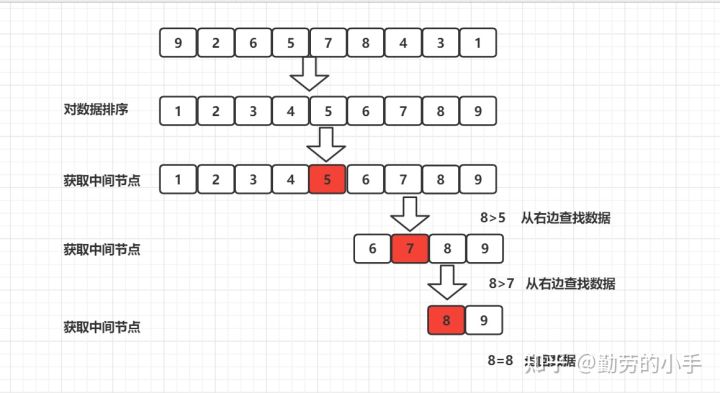 9 2 6 5 7 8 4 3 1
对数据排序 1 2 3 4 5 6 7 8 9
获取中间节点 1 2 3 4 5 6 7 8 9
8>5 从右边查找数据
获取中间节点 6 7 8 9
8>7 从右边查找数据
获取中间节点 8 9
8=8
知乎 @勤劳的小手